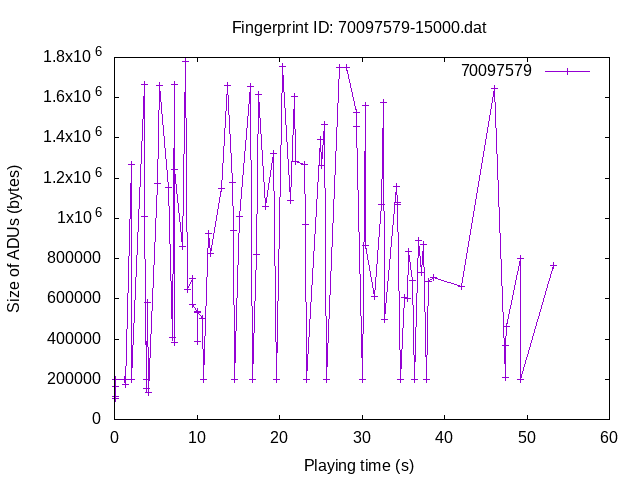 Fingerprint ID: 70097579-15000.dat
70097579
1.8x10^6
1.6x10^6
1.4x10^6
1.2x10^6
1x10^6
800000
600000
400000
200000
0
Size of ADUs (bytes)
0 10 20 30 40 50 60
Playing time (s)